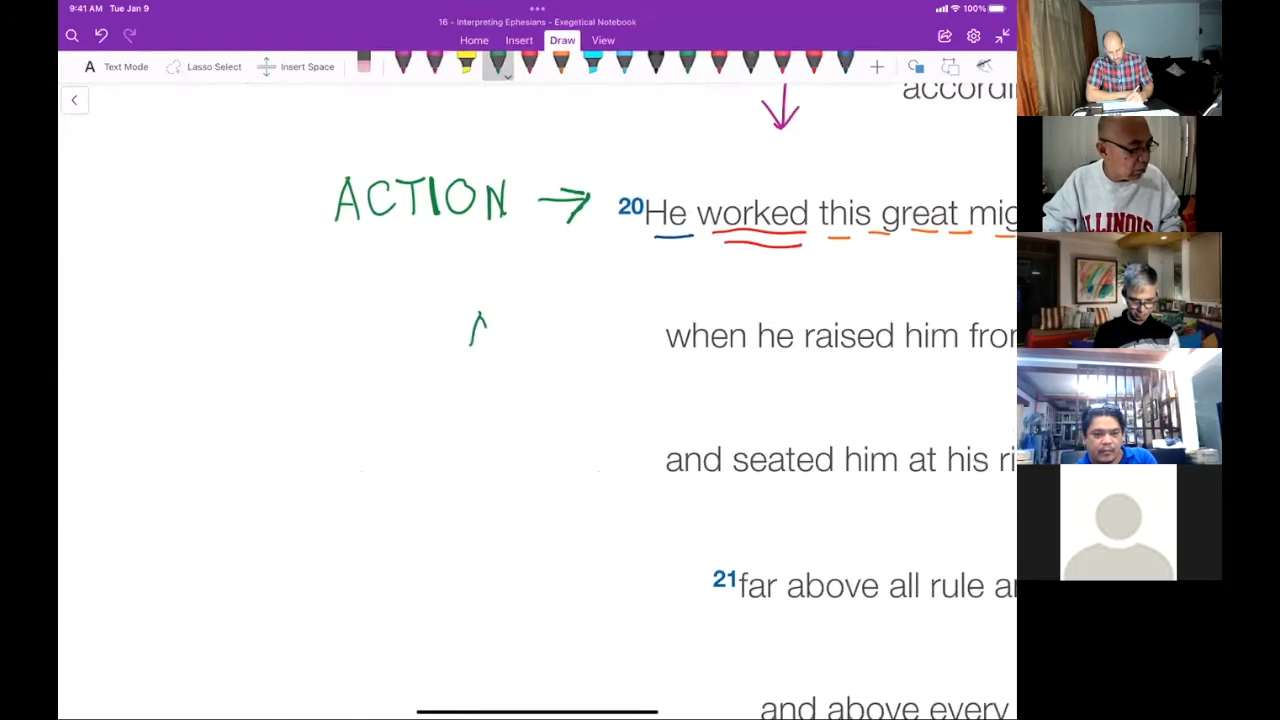 9:41 AM Tue Jan 9
100%
16 - Interpreting Ephesians - Exegetical Notebook
Home Insert Draw View
A Text Mode Lasso Select Insert Space
accordi
ACTION → 20He worked this great mig
when he raised him fro
and seated him at his ri
21far above all rule a
and above every
ILLINOIS